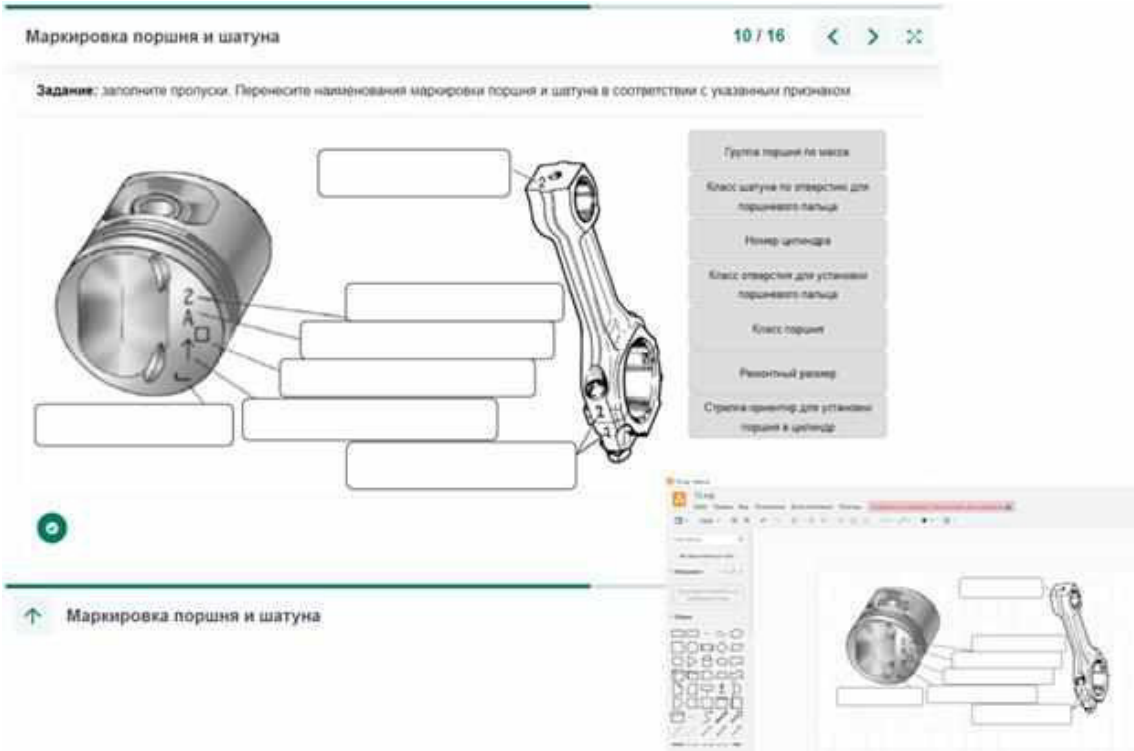 Маркировка поршня и шатуна
10 / 16
Задание: заполните пропуски. Перенесите наименования маркировки поршня и шатуна в соответствии с указанным признаком
Группа поршня по массе
Класс шатуна по отверстию для
поршневого пальца
Номер цилиндра
Класс отверстия для установки
поршневого пальца
Класс поршня
Ремонтный размер
Стрелка ориентир для установки
поршня в цилиндр
2
2
А
2
2
Маркировка поршня и шатуна